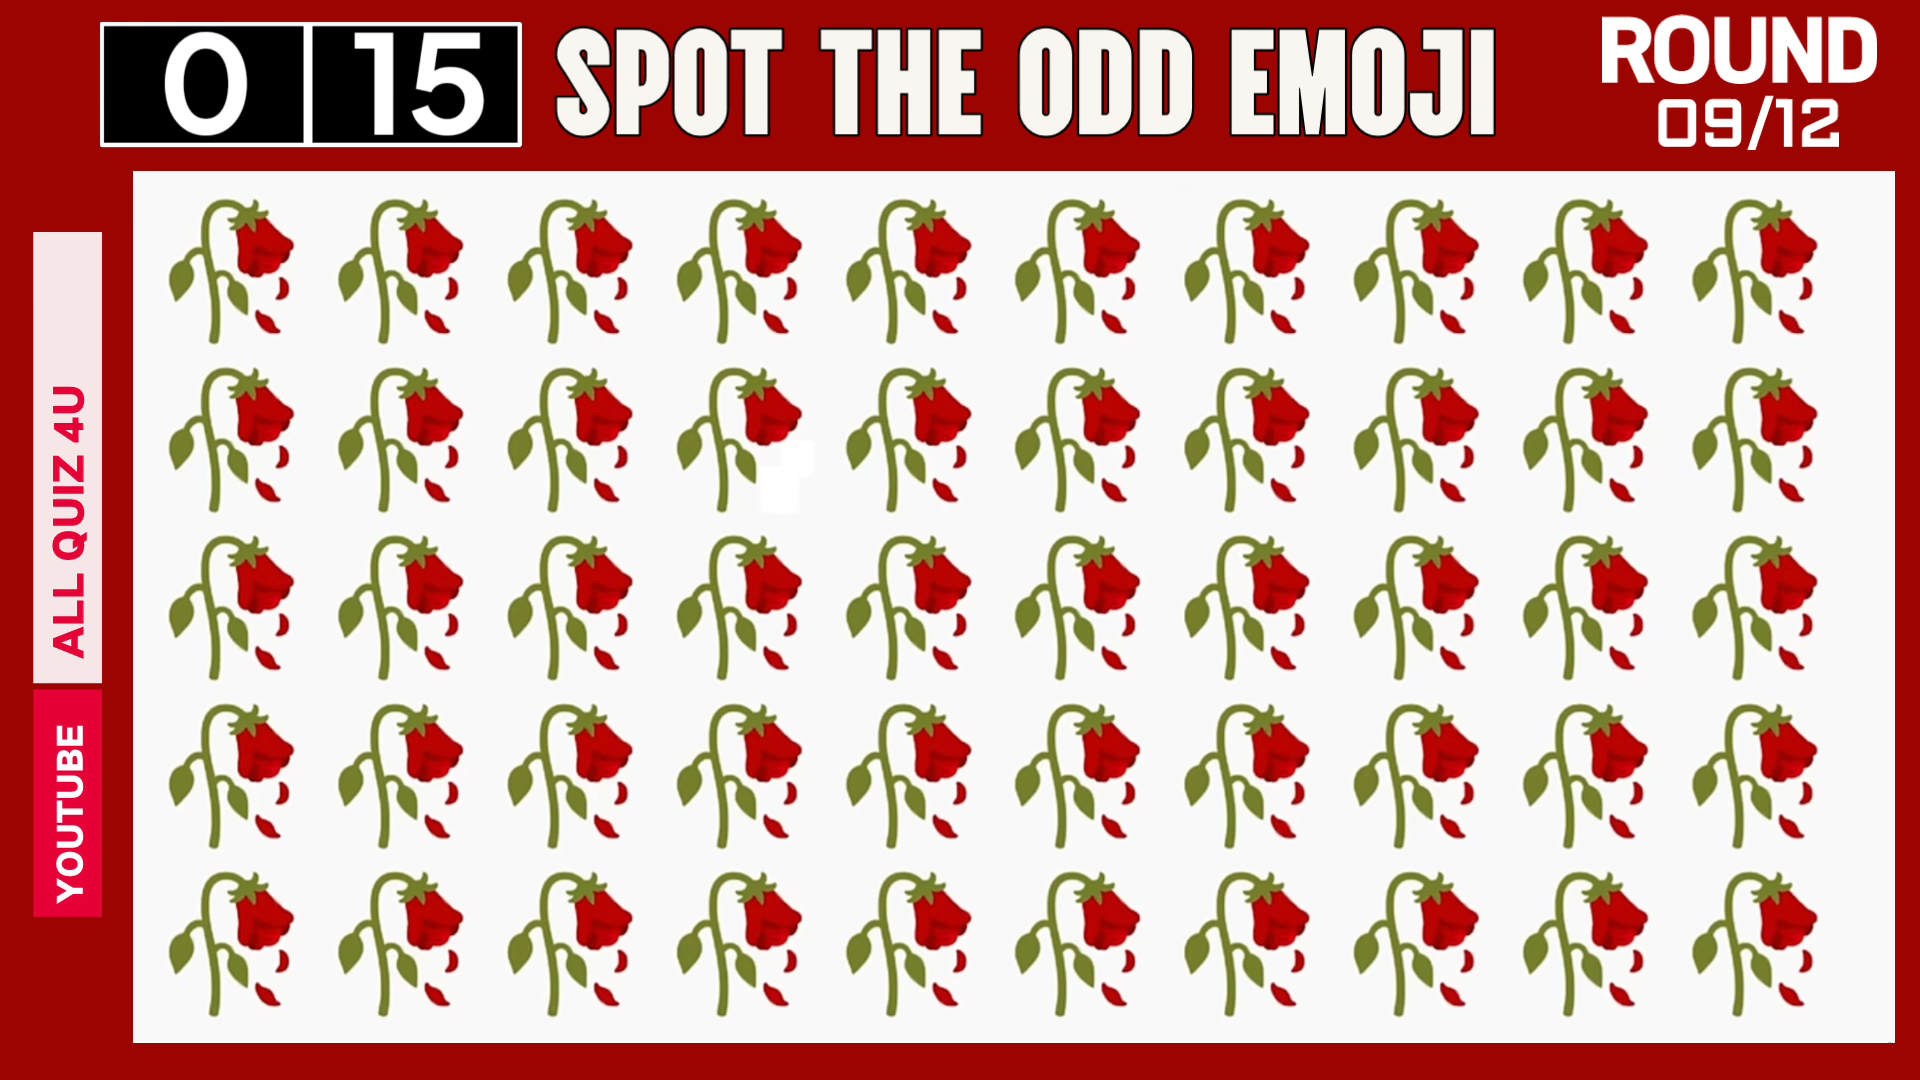 0 15
SPOT THE ODD EMOJI
ROUND
09/12
ALL QUIZ 4U
YOUTUBE